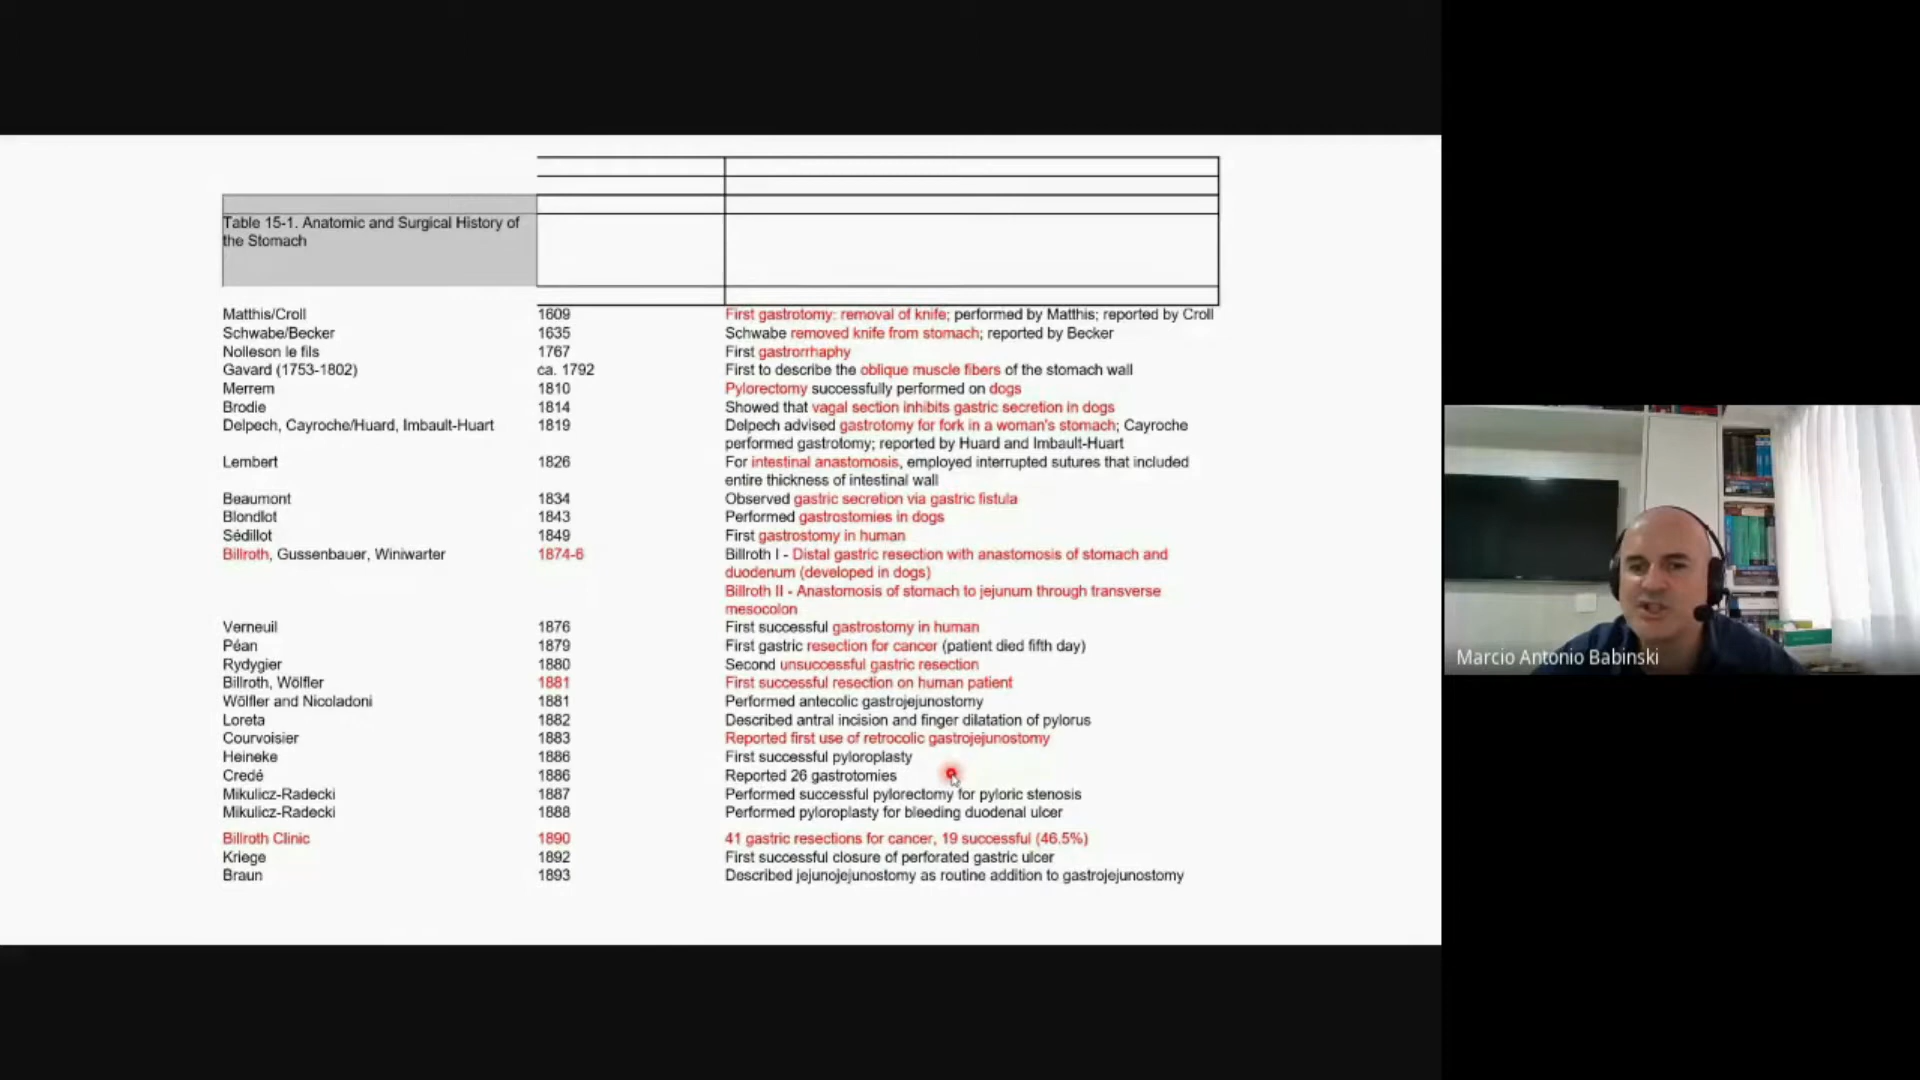 Table 15-1. Anatomic and Surgical History of
the Stomach
Matthis/Croll 1609 First gastrotomy: removal of knife; performed by Matthis; reported by Croll
Schwabe/Becker 1635 Schwabe removed knife from stomach; reported by Becker
Nolleson le fils 1767 First gastrorrhaphy
Gavard (1753-1802) ca. 1792 First to describe the oblique muscle fibers of the stomach wall
Merrem 1810 Pylorectomy successfully performed on dogs
Brodie 1814 Showed that vagal section inhibits gastric secretion in dogs
Delpech, Cayroche/Huard, Imbault-Huart 1819 Delpech advised gastrotomy for fork in a woman's stomach; Cayroche
performed gastrotomy; reported by Huard and Imbault-Huart
Lembert 1826 For intestinal anastomosis, employed interrupted sutures that included
entire thickness of intestinal wall
Beaumont 1834 Observed gastric secretion via gastric fistula
Blondlot 1843 Performed gastrostomies in dogs
Sédillot 1849 First gastrostomy in human
Billroth, Gussenbauer, Winiwarter 1874-6 Billroth I - Distal gastric resection with anastomosis of stomach and
duodenum (developed in dogs)
Billroth II - Anastomosis of stomach to jejunum through transverse
mesocolon
Verneuil 1876 First successful gastrostomy in human
Péan 1879 First gastric resection for cancer (patient died fifth day)
Rydygier 1880 Second unsuccessful gastric resection
Billroth, Wölfler 1881 First successful resection on human patient
Wölfler and Nicoladoni 1881 Performed antecolic gastrojejunostomy
Loreta 1882 Described antral incision and finger dilatation of pylorus
Courvoisier 1883 Reported first use of retrocolic gastrojejunostomy
Heineke 1886 First successful pyloroplasty
Credé 1886 Reported 26 gastrotomies
Mikulicz-Radecki 1887 Performed successful pylorectomy for pyloric stenosis
Mikulicz-Radecki 1888 Performed pyloroplasty for bleeding duodenal ulcer
Billroth Clinic 1890 41 gastric resections for cancer, 19 successful (46.5%)
Kriege 1892 First successful closure of perforated gastric ulcer
Braun 1893 Described jejunojejunostomy as routine addition to gastrojejunostomy
Marcio Antonio Babinski